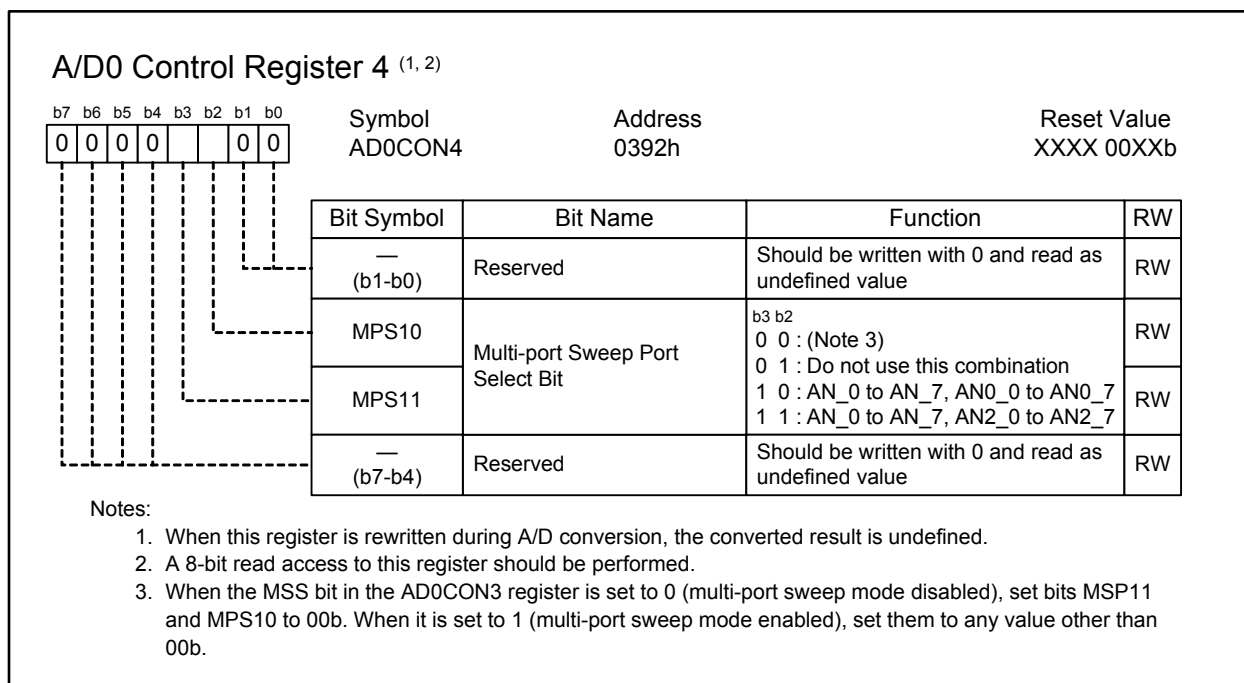 A/D0 Control Register 4 (1, 2)
b7 b6 b5 b4 b3 b2 b1 b0
0 0 0 0 0 0
Symbol Address Reset Value
AD0CON4 0392h XXXX 00XXb
Bit Symbol Bit Name Function RW
—
(b1-b0)
Reserved
Should be written with 0 and read as
undefined value
RW
MPS10
MPS11
Multi-port Sweep Port
Select Bit
b3 b2
0 0 : (Note 3)
0 1 : Do not use this combination
1 0 : AN_0 to AN_7, AN0_0 to AN0_7
1 1 : AN_0 to AN_7, AN2_0 to AN2_7
RW
RW
—
(b7-b4)
Reserved
Should be written with 0 and read as
undefined value
RW
Notes:
1. When this register is rewritten during A/D conversion, the converted result is undefined.
2. A 8-bit read access to this register should be performed.
3. When the MSS bit in the AD0CON3 register is set to 0 (multi-port sweep mode disabled), set bits MSP11
and MPS10 to 00b. When it is set to 1 (multi-port sweep mode enabled), set them to any value other than
00b.